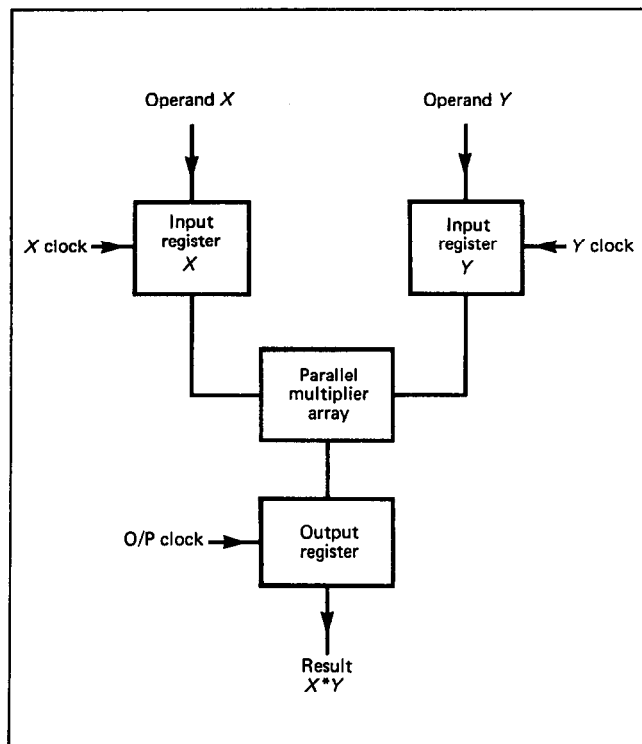 Operand X
Operand Y
Input
register
X
Input
register
Y
X clock
Y clock
Parallel
multiplier
array
O/P clock
Output
register
Result
X*Y